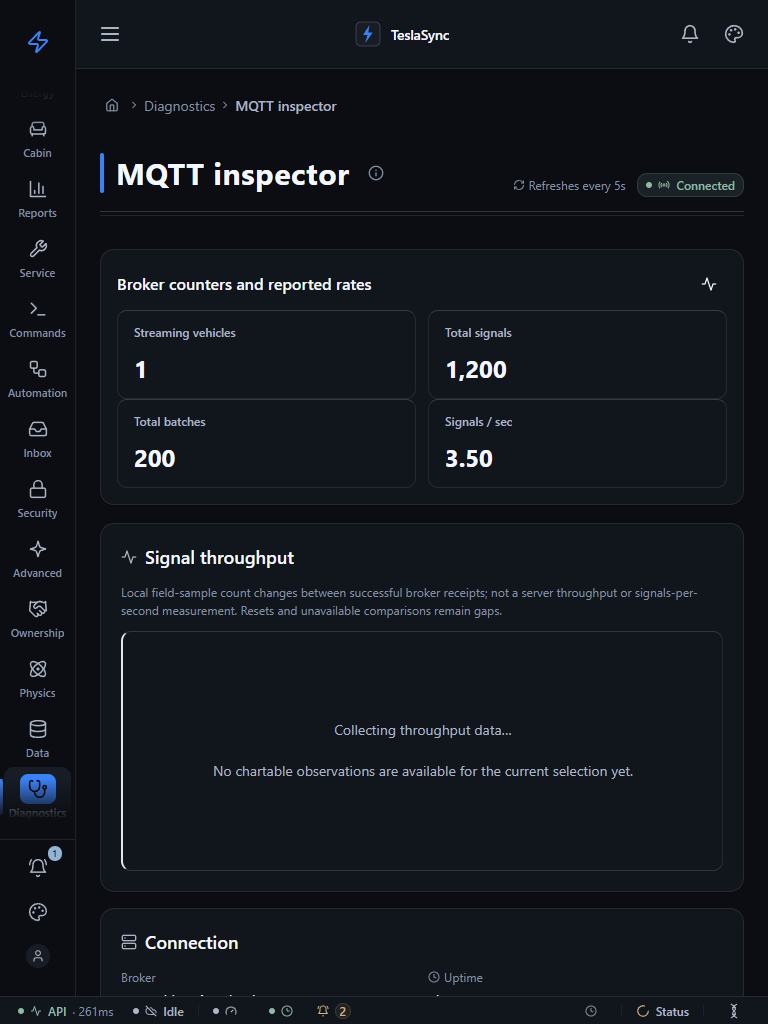 TeslaSync
Energy
Cabin
Reports
Service
Commands
Automation
Inbox
Security
Advanced
Ownership
Physics
Data
Diagnostics
1
Diagnostics > MQTT inspector
MQTT inspector
Refreshes every 5s
Connected
Broker counters and reported rates
Streaming vehicles
1
Total signals
1,200
Total batches
200
Signals / sec
3.50
Signal throughput
Local field-sample count changes between successful broker receipts; not a server throughput or signals-per-
second measurement. Resets and unavailable comparisons remain gaps.
Collecting throughput data...
No chartable observations are available for the current selection yet.
Connection
Broker
Uptime
API · 261ms
Idle
2
Status